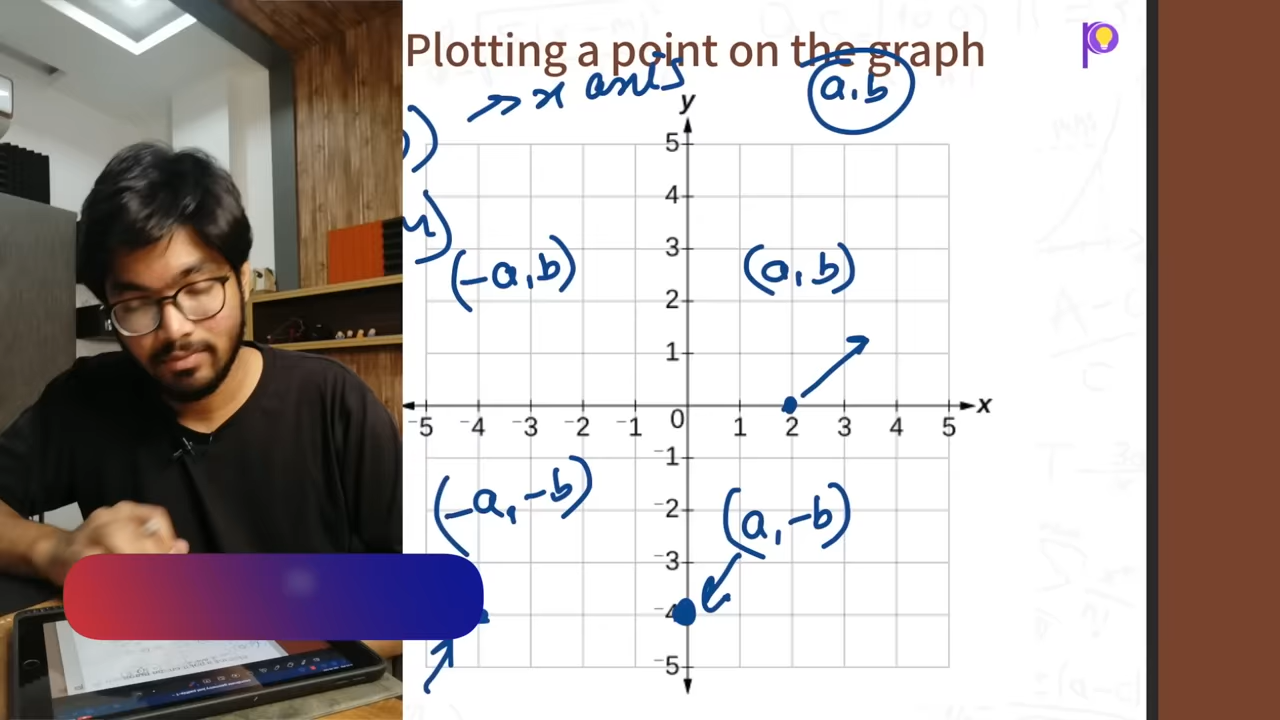 Plotting a point on the graph
→ x axis
a,b
y
5
4
3
(-a,b)
(a,b)
2
1
-5 -4 -3 -2 -1 0 1 2 3 4 5 x
-1
(-a,-b)
-2
(a,-b)
-3
-4
-5